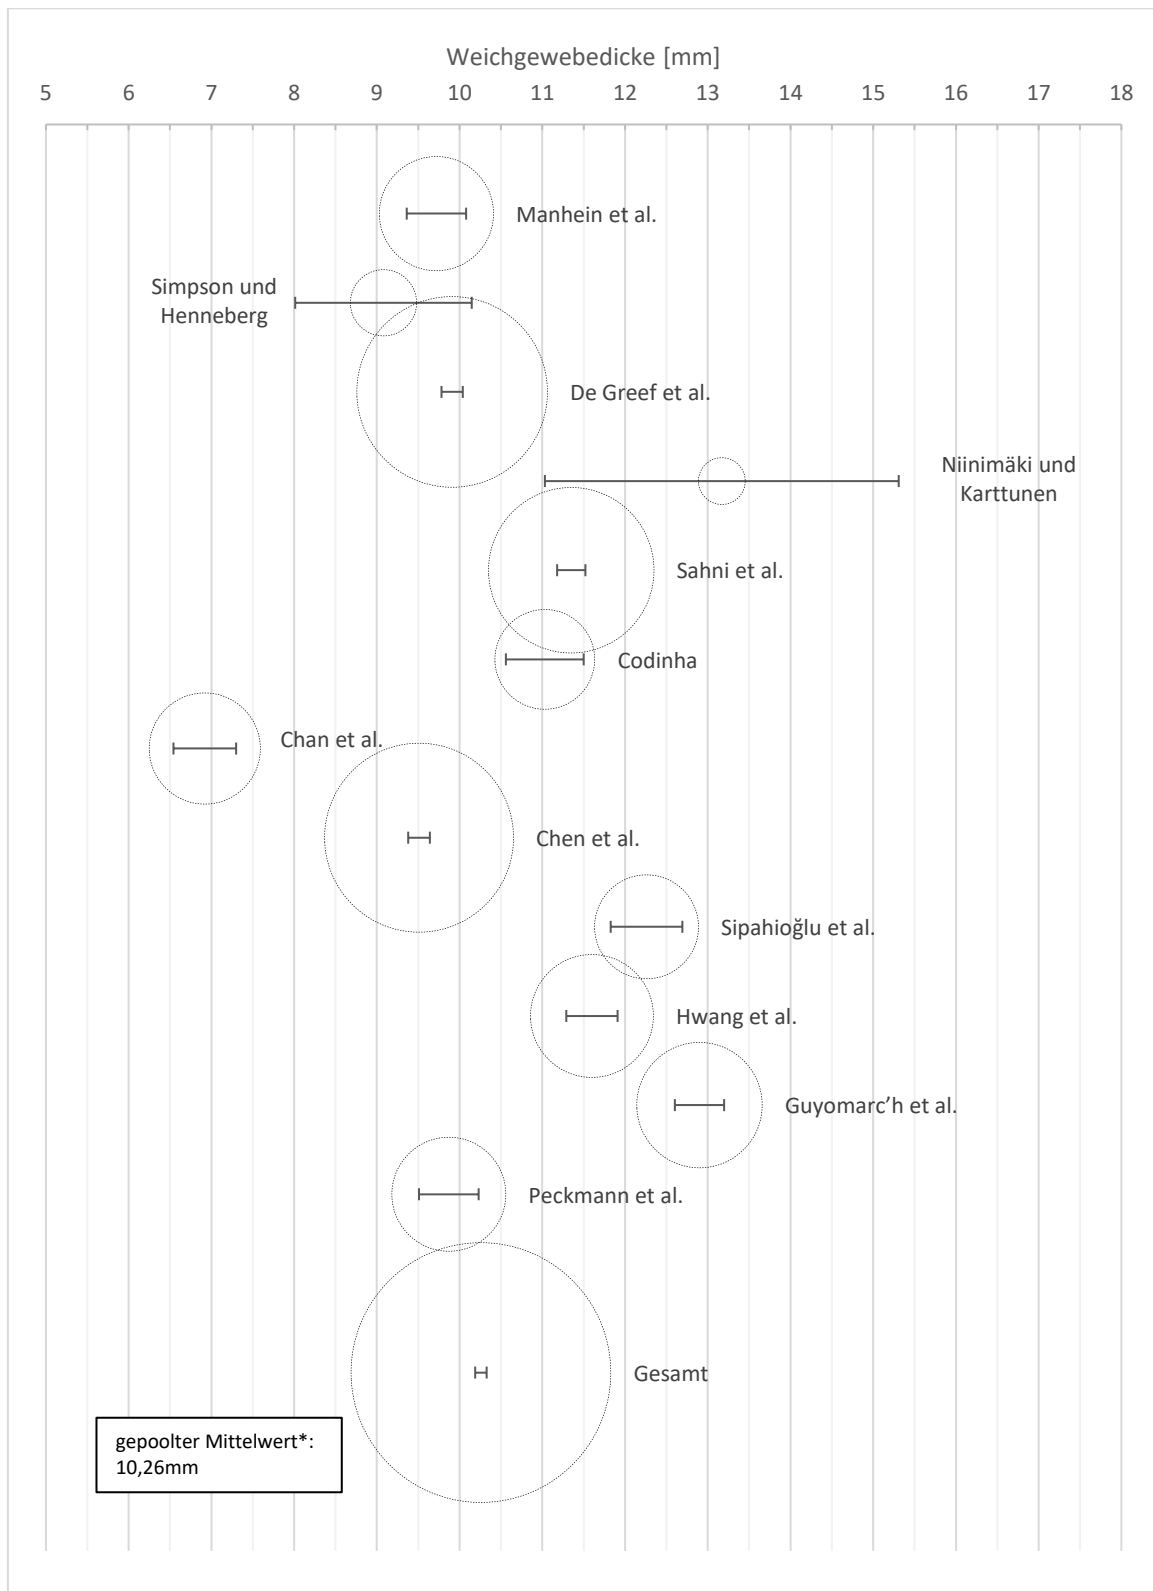 Weichgewebedicke [mm]
5 6 7 8 9 10 11 12 13 14 15 16 17 18
Manhein et al.
Simpson und
Henneberg
De Greef et al.
Niinimäki und
Karttunen
Sahni et al.
Codinha
Chan et al.
Chen et al.
Sipahioğlu et al.
Hwang et al.
Guyomarc’h et al.
Peckmann et al.
Gesamt
gepoolter Mittelwert*:
10,26mm